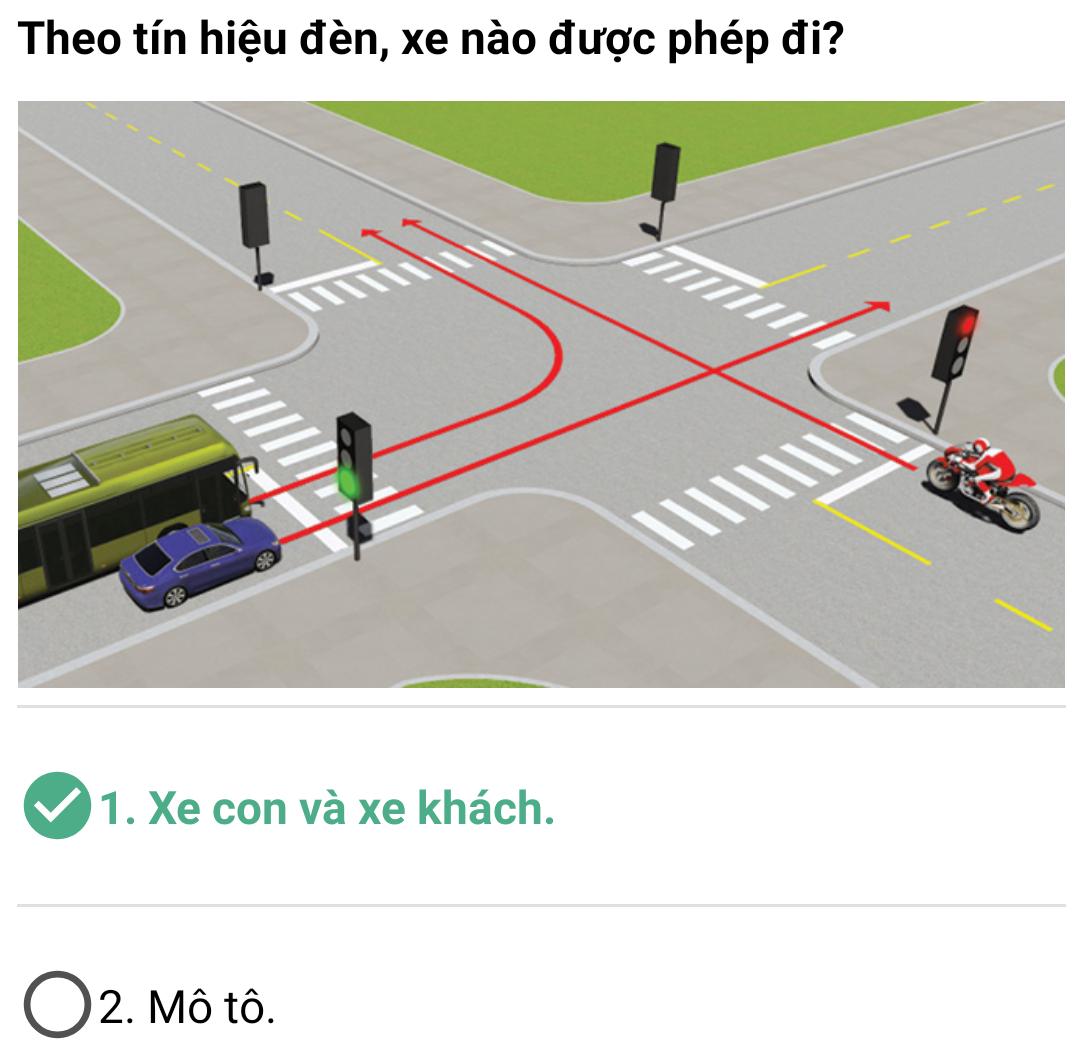 Theo tín hiệu đèn, xe nào được phép đi?
1. Xe con và xe khách.
2. Mô tô.